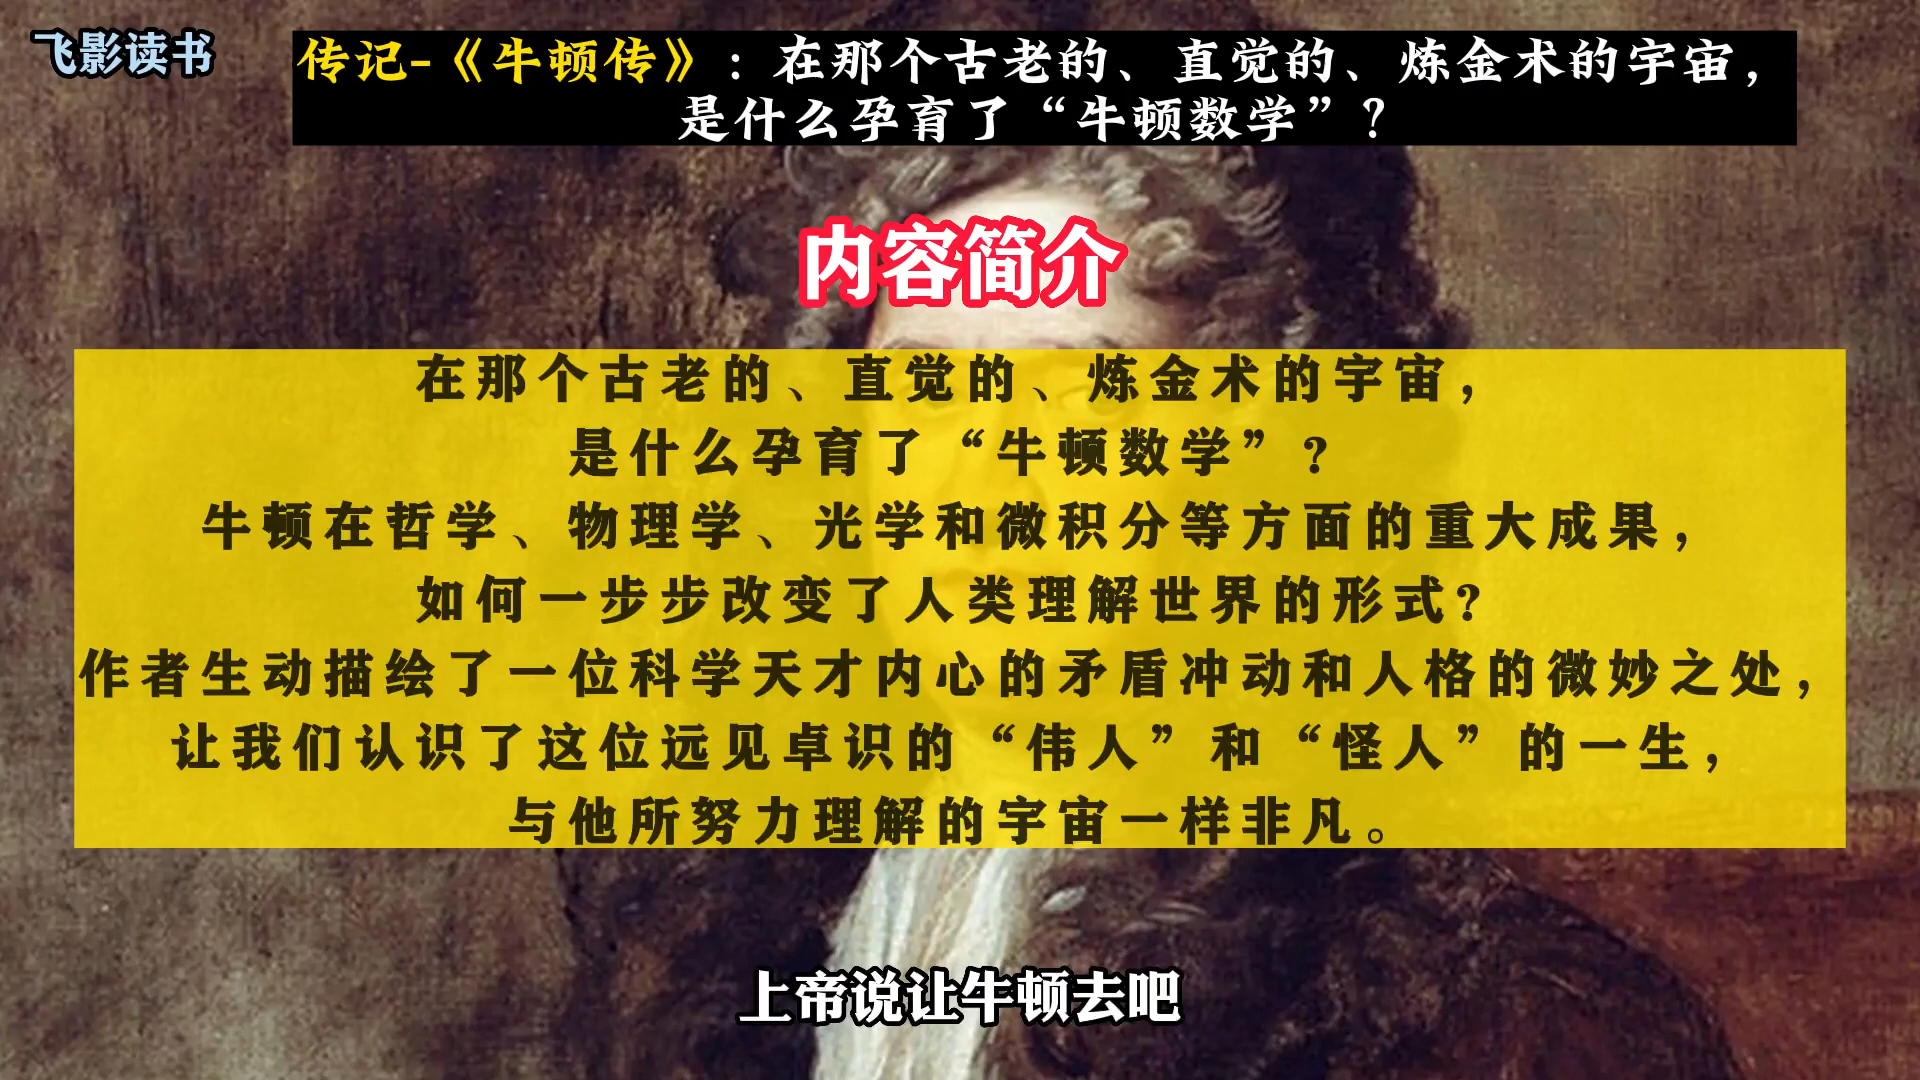 飞影读书
传记-《牛顿传》:在那个古老的、直觉的、炼金术的宇宙,
是什么孕育了“牛顿数学”?
内容简介
在那个古老的、直觉的、炼金术的宇宙,
是什么孕育了“牛顿数学”?
牛顿在哲学、物理学、光学和微积分等方面的重大成果,
如何一步步改变了人类理解世界的形式?
作者生动描绘了一位科学天才内心的矛盾冲动和人格的微妙之处,
让我们认识了这位远见卓识的“伟人”和“怪人”的一生,
与他所努力理解的宇宙一样非凡。
上帝说让牛顿去吧